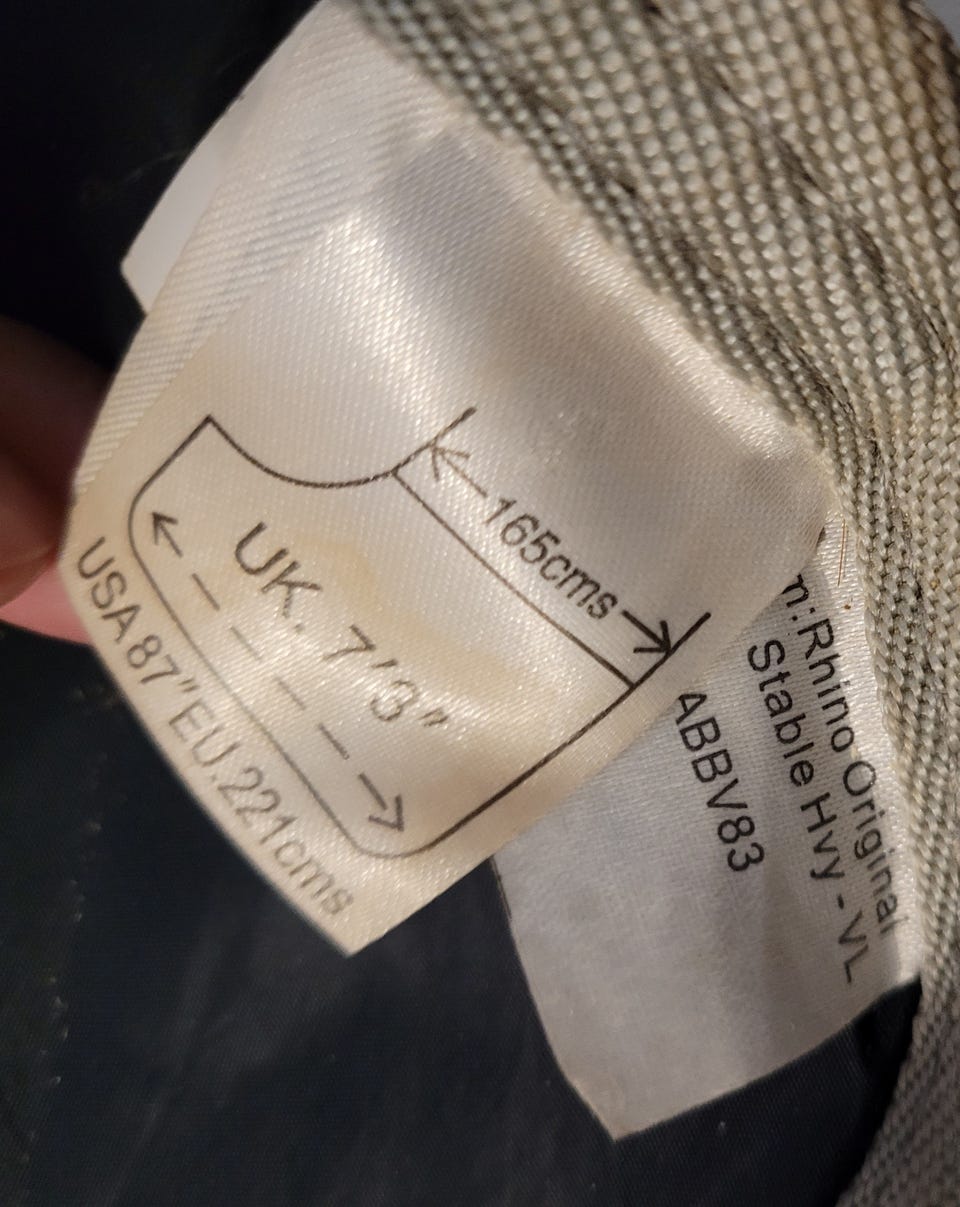 165cms
UK. 7'3"
USA 87" EU.221cms
m:Rhino Original
Stable Hvy - VL
ABBV83